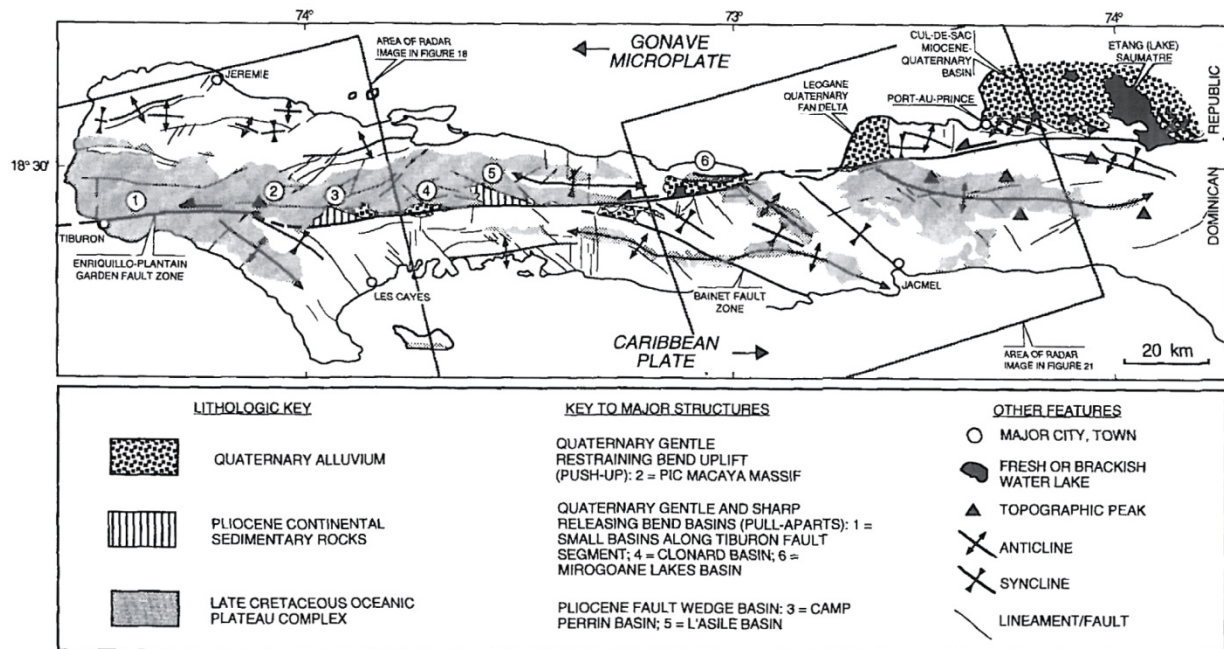 74°
73°
74°
AREA OF RADAR
IMAGE IN FIGURE 18
GONAVE
MICROPLATE
CUL-DE-SAC
MIOCENE-
QUATERNARY
BASIN
ETANG (LAKE)
SAUMATRE
JEREMIE
LEOGANE
QUATERNARY
FAN DELTA
PORT-AU-PRINCE
REPUBLIC
DOMINICAN
18° 30'
1
2
3
4
5
6
TIBURON
ENRIQUILLO-PLANTAIN
GARDEN FAULT ZONE
LES CAYES
BAINET FAULT
ZONE
JACMEL
CARIBBEAN
PLATE
AREA OF RADAR
IMAGE IN FIGURE 21
20 km
LITHOLOGIC KEY
QUATERNARY ALLUVIUM
PLIOCENE CONTINENTAL
SEDIMENTARY ROCKS
LATE CRETACEOUS OCEANIC
PLATEAU COMPLEX
KEY TO MAJOR STRUCTURES
QUATERNARY GENTLE
RESTRAINING BEND UPLIFT
(PUSH-UP): 2 = PIC MACAYA MASSIF
QUATERNARY GENTLE AND SHARP
RELEASING BEND BASINS (PULL-APARTS): 1 =
SMALL BASINS ALONG TIBURON FAULT
SEGMENT; 4 = CLONARD BASIN; 6 =
MIROGOANE LAKES BASIN
PLIOCENE FAULT WEDGE BASIN: 3 = CAMP
PERRIN BASIN; 5 = L'ASILE BASIN
OTHER FEATURES
MAJOR CITY, TOWN
FRESH OR BRACKISH
WATER LAKE
TOPOGRAPHIC PEAK
ANTICLINE
SYNCLINE
LINEAMENT/FAULT